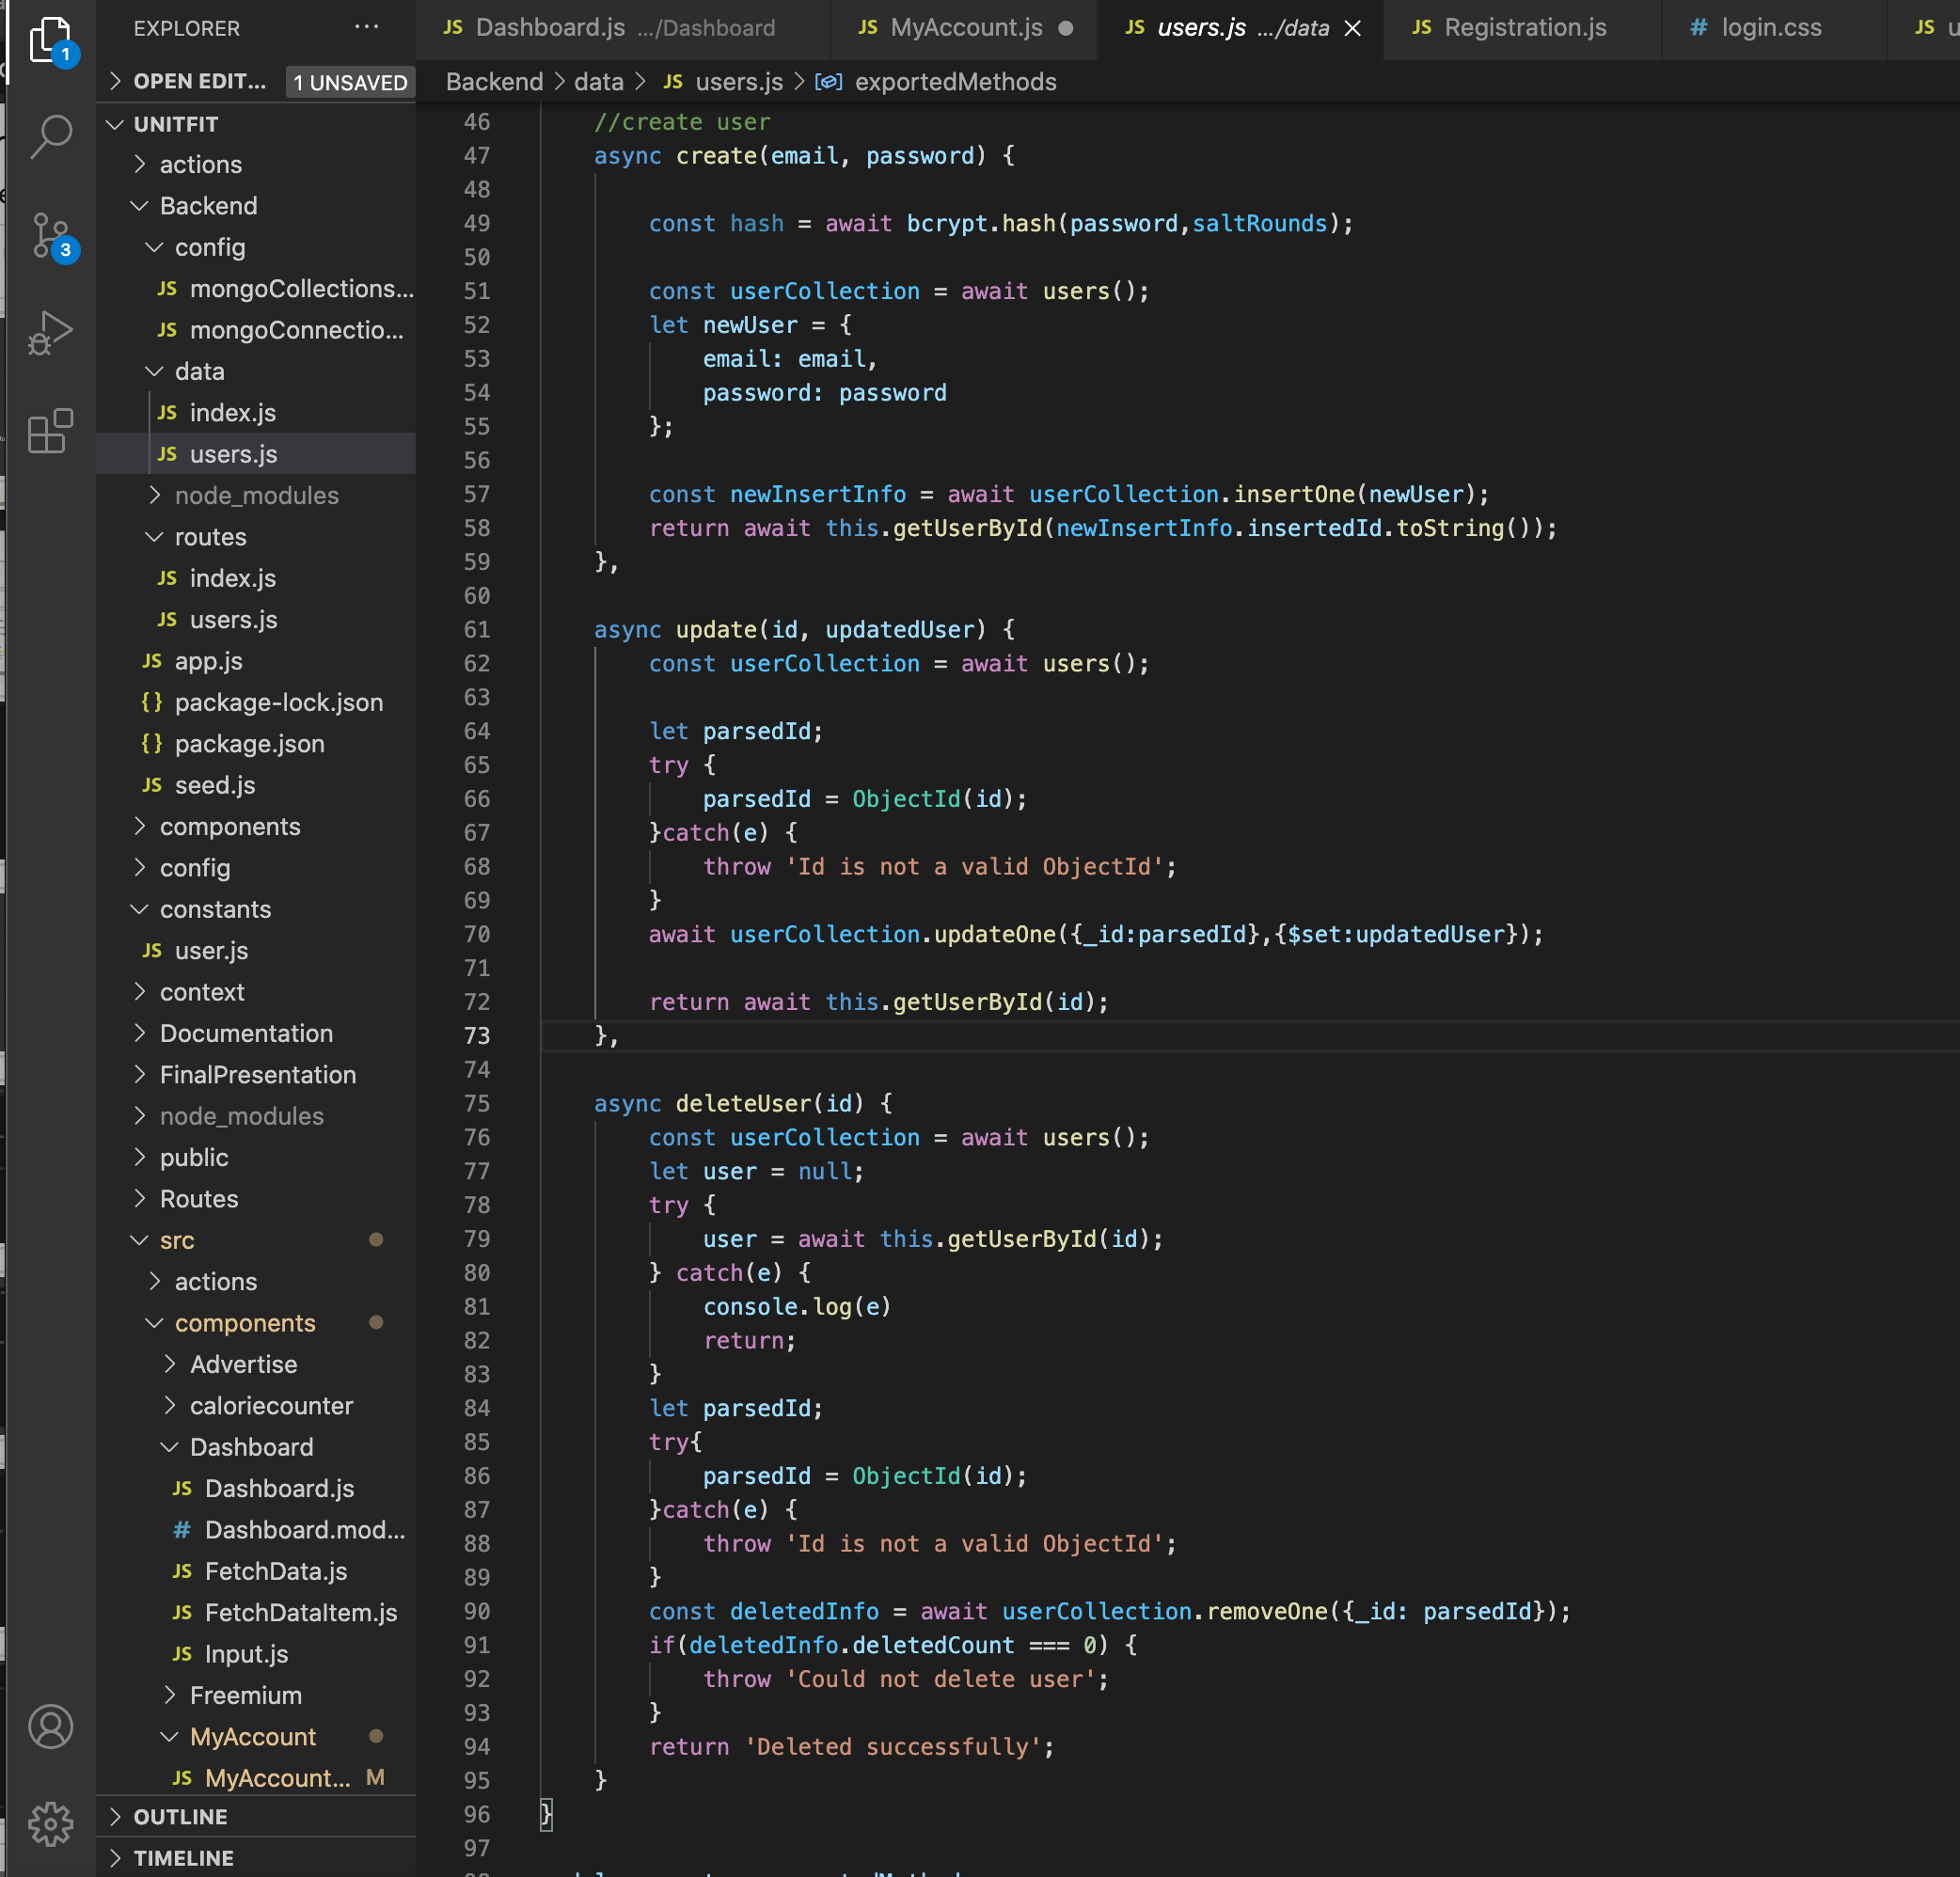 EXPLORER ...
OPEN EDIT... 1 UNSAVED
UNITFIT
actions
Backend
config
JS mongoCollections...
JS mongoConnectio...
data
JS index.js
JS users.js
node_modules
routes
JS index.js
JS users.js
JS app.js
{} package-lock.json
{} package.json
JS seed.js
components
config
constants
JS user.js
context
Documentation
FinalPresentation
node_modules
public
Routes
src
actions
components
Advertise
caloriecounter
Dashboard
JS Dashboard.js
# Dashboard.mod...
JS FetchData.js
JS FetchDataItem.js
JS Input.js
Freemium
MyAccount
JS MyAccount... M
OUTLINE
TIMELINE
1
3
JS Dashboard.js .../Dashboard JS MyAccount.js JS users.js .../data JS Registration.js # login.css JS
Backend > data > JS users.js > exportedMethods
46 //create user
47 async create(email, password) {
48
49 const hash = await bcrypt.hash(password,saltRounds);
50
51 const userCollection = await users();
52 let newUser = {
53 email: email,
54 password: password
55 };
56
57 const newInsertInfo = await userCollection.insertOne(newUser);
58 return await this.getUserById(newInsertInfo.insertedId.toString());
59 },
60
61 async update(id, updatedUser) {
62 const userCollection = await users();
63
64 let parsedId;
65 try {
66 parsedId = ObjectId(id);
67 }catch(e) {
68 throw 'Id is not a valid ObjectId';
69 }
70 await userCollection.updateOne({_id:parsedId},{$set:updatedUser});
71
72 return await this.getUserById(id);
73 },
74
75 async deleteUser(id) {
76 const userCollection = await users();
77 let user = null;
78 try {
79 user = await this.getUserById(id);
80 } catch(e) {
81 console.log(e)
82 return;
83 }
84 let parsedId;
85 try{
86 parsedId = ObjectId(id);
87 }catch(e) {
88 throw 'Id is not a valid ObjectId';
89 }
90 const deletedInfo = await userCollection.removeOne({_id: parsedId});
91 if(deletedInfo.deletedCount === 0) {
92 throw 'Could not delete user';
93 }
94 return 'Deleted successfully';
95 }
96 }
97